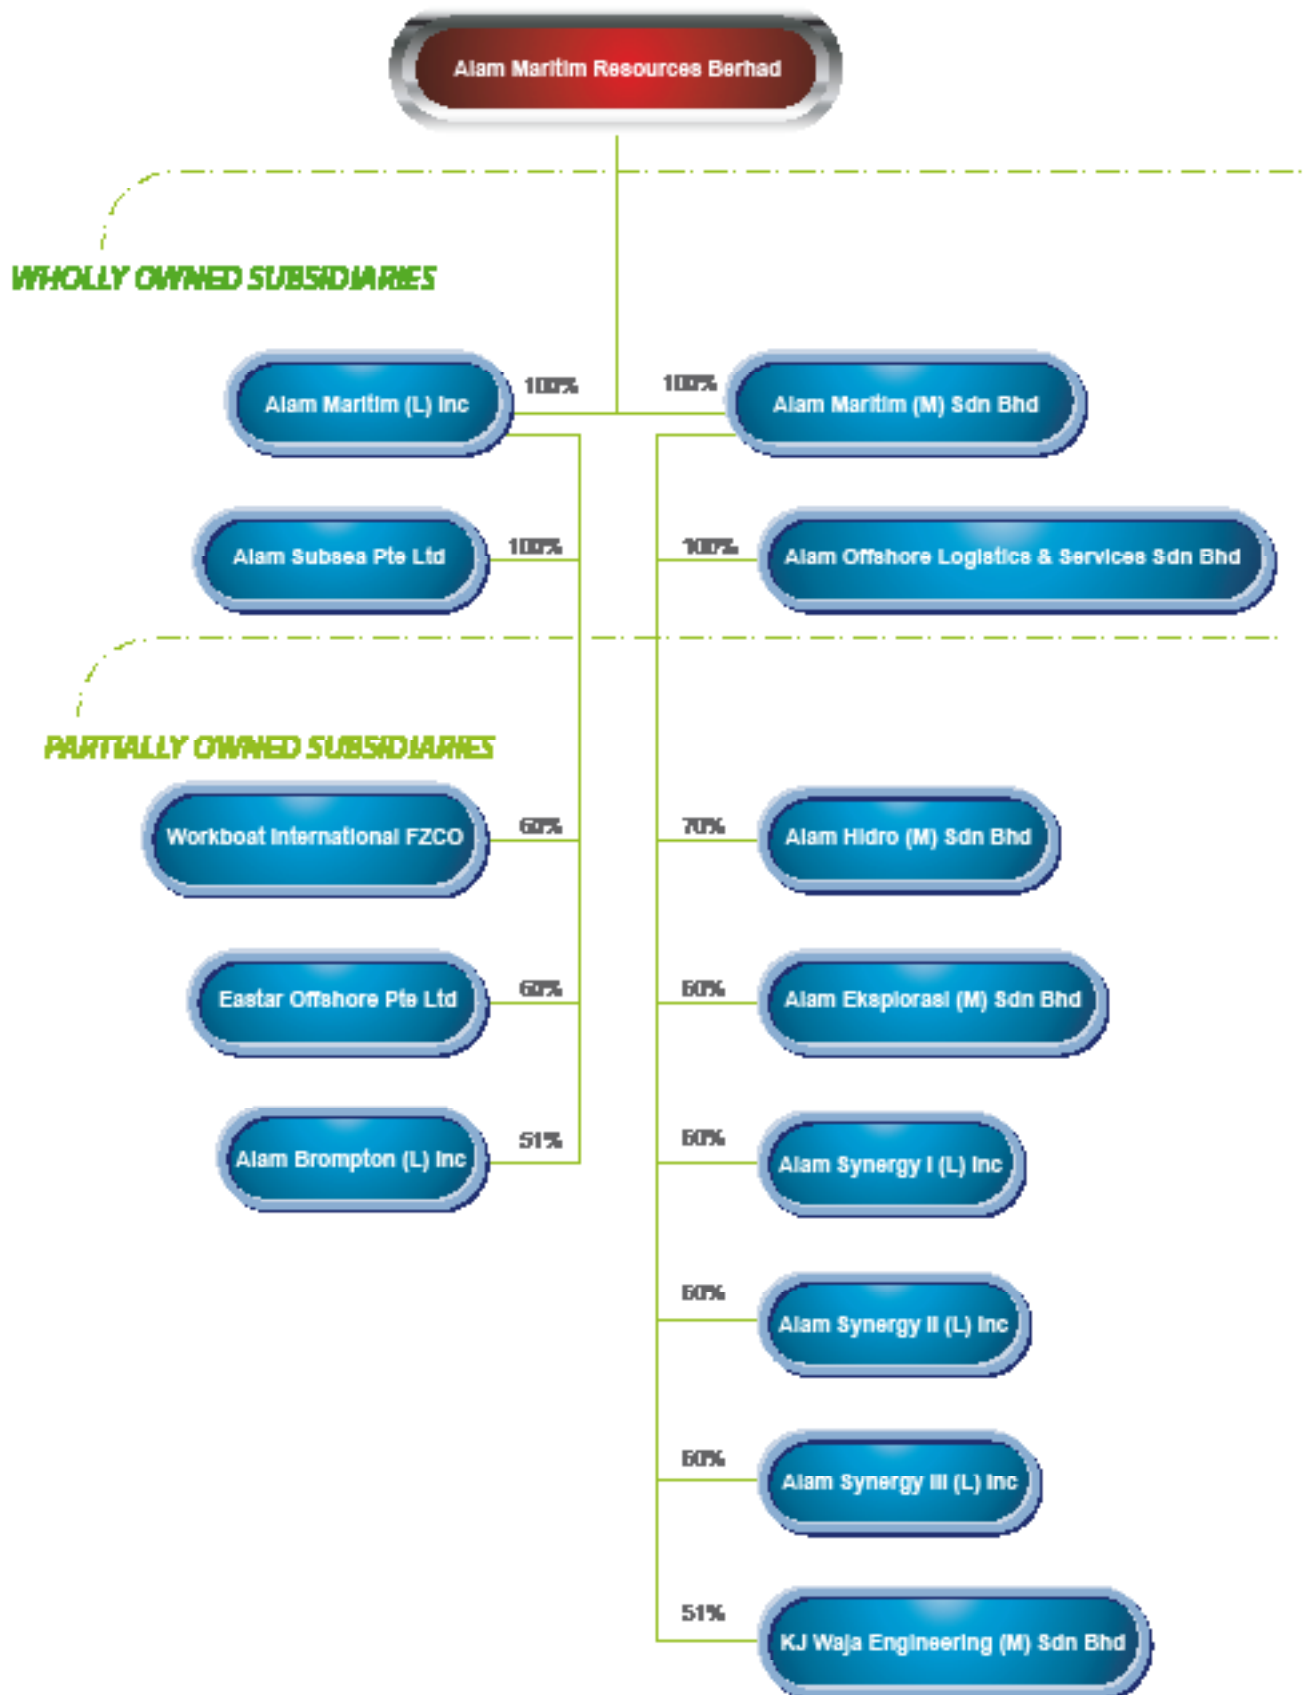 Alam Maritim Resources Berhad
WHOLLY OWNED SUBSIDIARIES
Alam Maritim (L) Inc
100%
100%
Alam Maritim (M) Sdn Bhd
Alam Subsea Pte Ltd
100%
100%
Alam Offshore Logistics & Services Sdn Bhd
PARTIALLY OWNED SUBSIDIARIES
Workboat International FZCO
60%
70%
Alam Hidro (M) Sdn Bhd
Eastar Offshore Pte Ltd
60%
60%
Alam Eksplorasi (M) Sdn Bhd
Alam Brompton (L) Inc
51%
60%
Alam Synergy I (L) Inc
60%
Alam Synergy II (L) Inc
60%
Alam Synergy III (L) Inc
51%
KJ Waja Engineering (M) Sdn Bhd